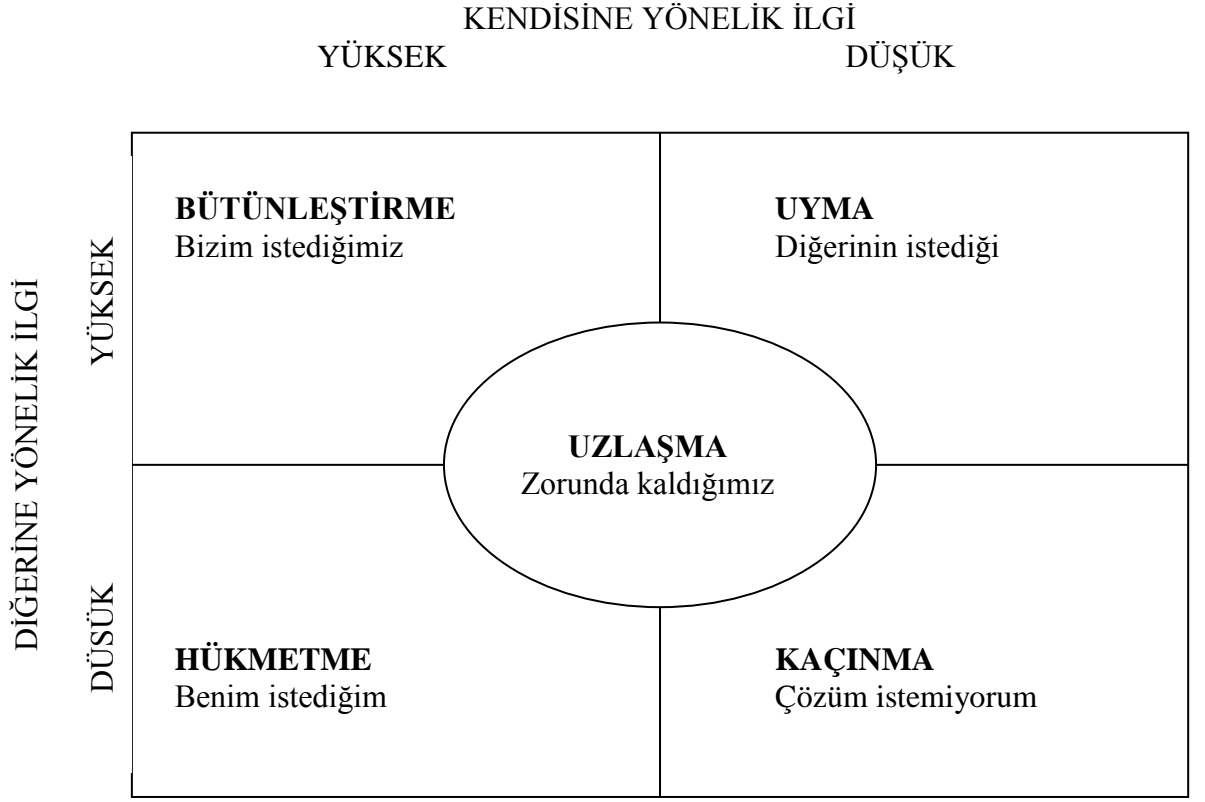 KENDİSİNE YÖNELİK İLGİ
YÜKSEK DÜŞÜK
DİĞERİNE YÖNELİK İLGİ
YÜKSEK
BÜTÜNLEŞTİRME
Bizim istediğimiz
UYMA
Diğerinin istediği
UZLAŞMA
Zorunda kaldığımız
DÜSÜK
HÜKMETME
Benim istediğim
KAÇINMA
Çözüm istemiyorum